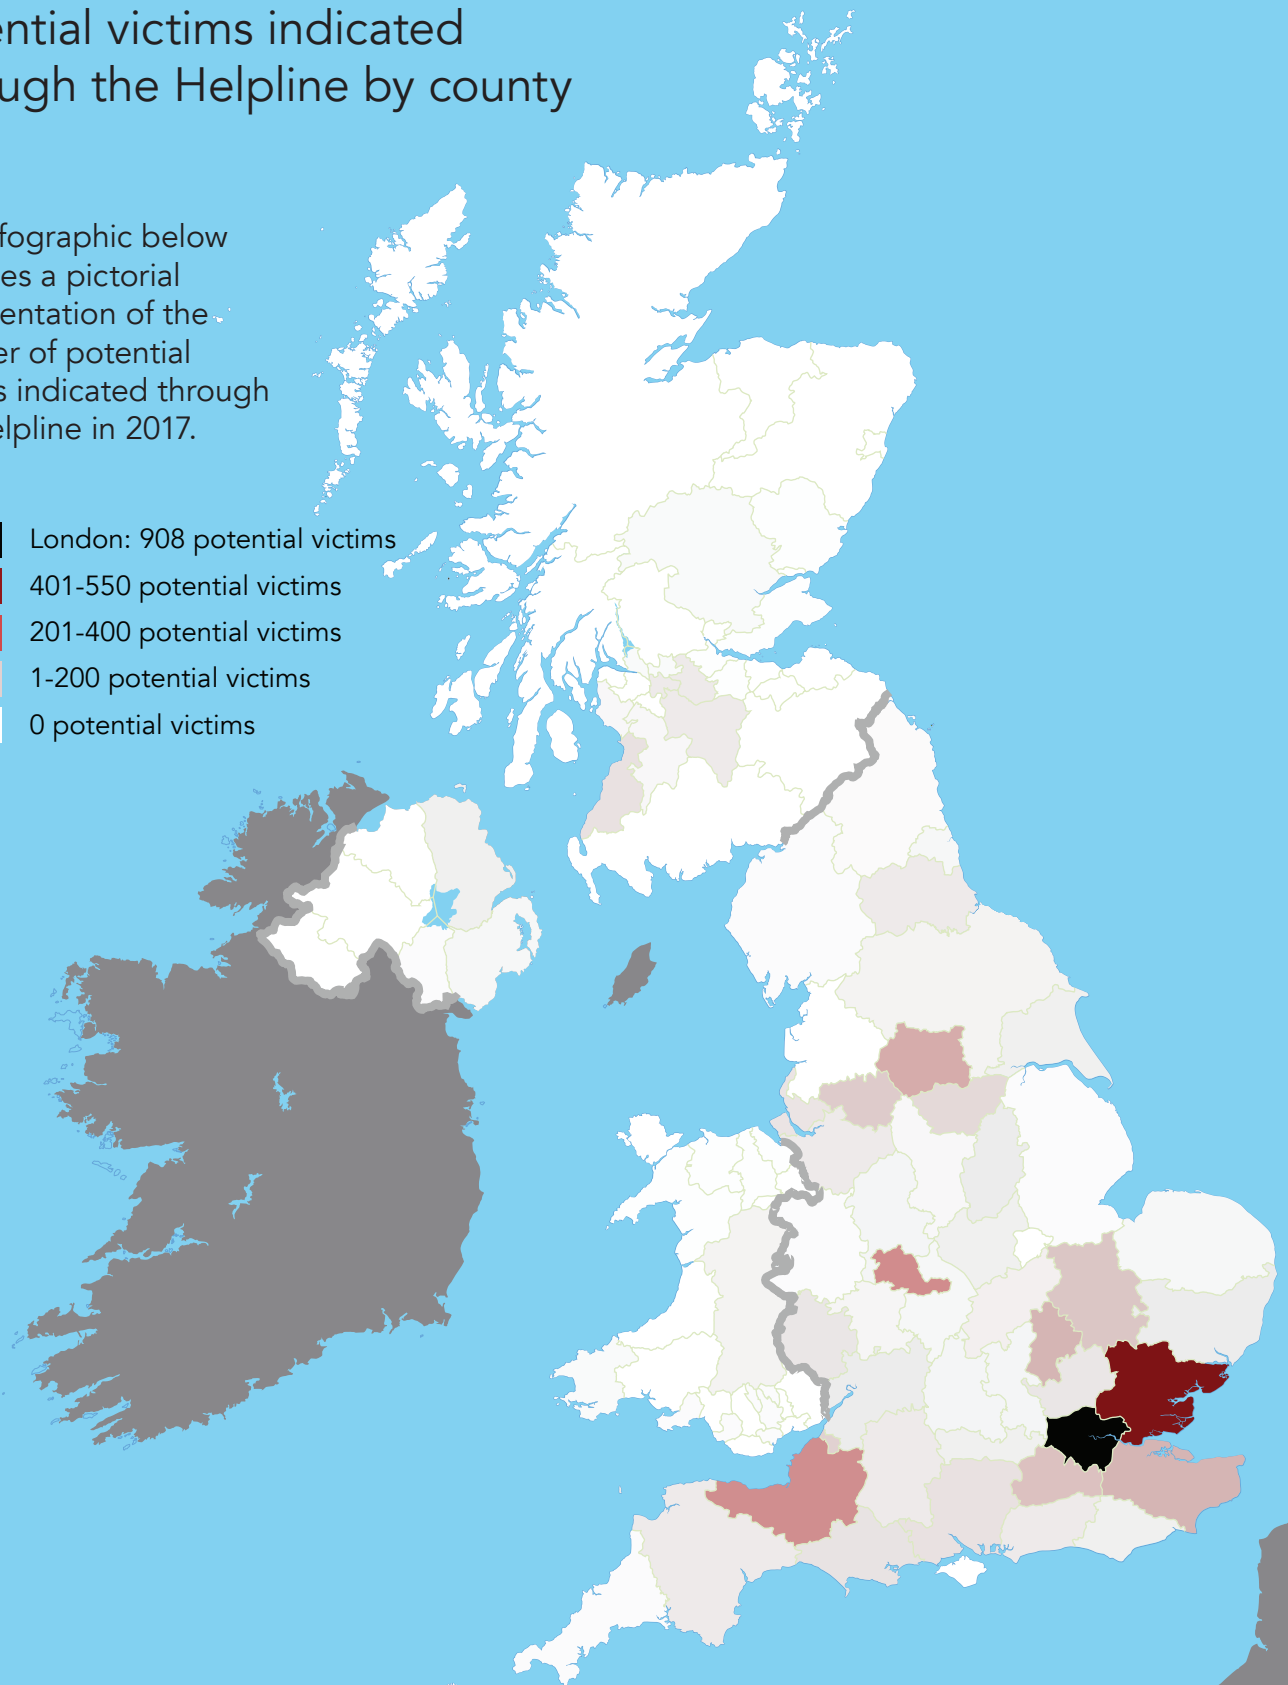 ential victims indicated
ugh the Helpline by county
fographic below
es a pictorial
entation of the
er of potential
s indicated through
elpline in 2017.
London: 908 potential victims
401-550 potential victims
201-400 potential victims
1-200 potential victims
0 potential victims